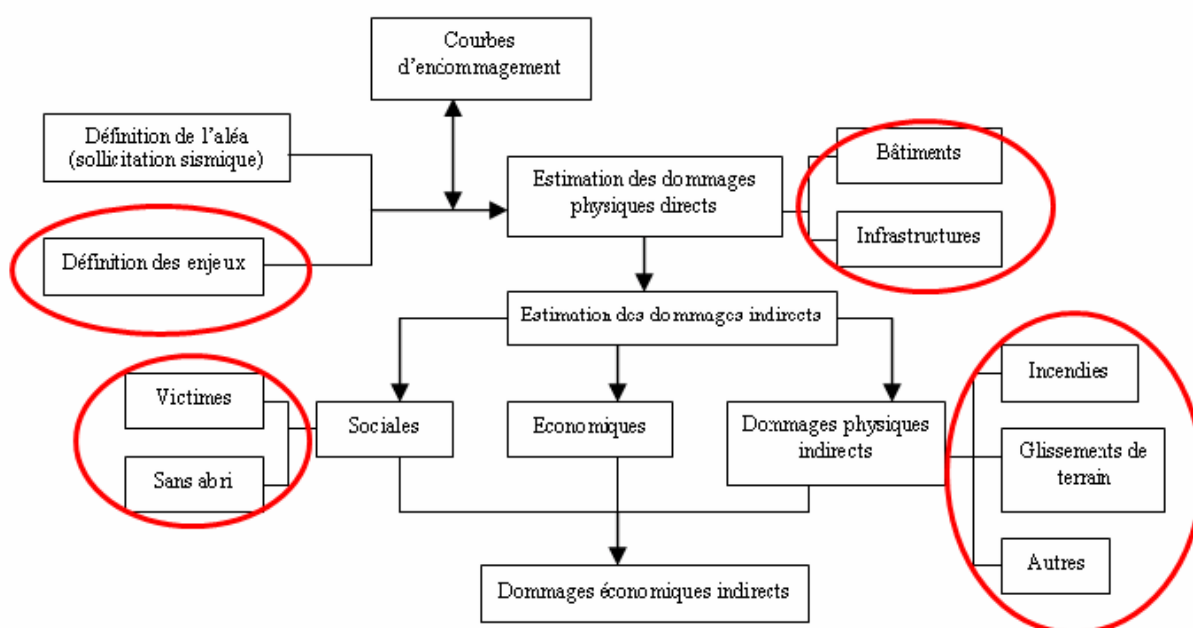 Courbes
d'endommagement
Définition de l'aléa
(sollicitation sismique)
Bâtiments
Estimation des dommages
physiques directs
Infrastructures
Définition des enjeux
Estimation des dommages indirects
Incendies
Victimes
Sociales
Economiques
Dommages physiques
indirects
Glissements de
terrain
Sans abri
Autres
Dommages économiques indirects